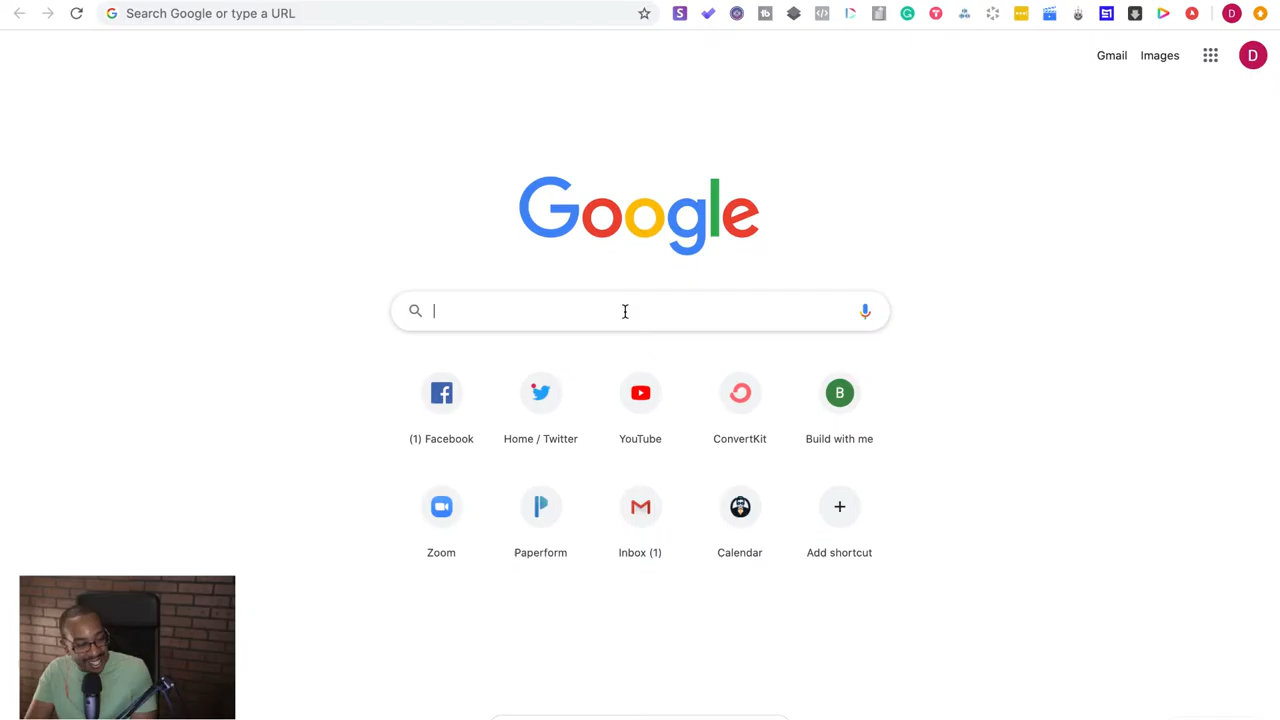 Search Google or type a URL
Gmail Images D
Google
(1) Facebook Home / Twitter YouTube ConvertKit Build with me
B
Zoom Paperform Inbox (1) Calendar Add shortcut